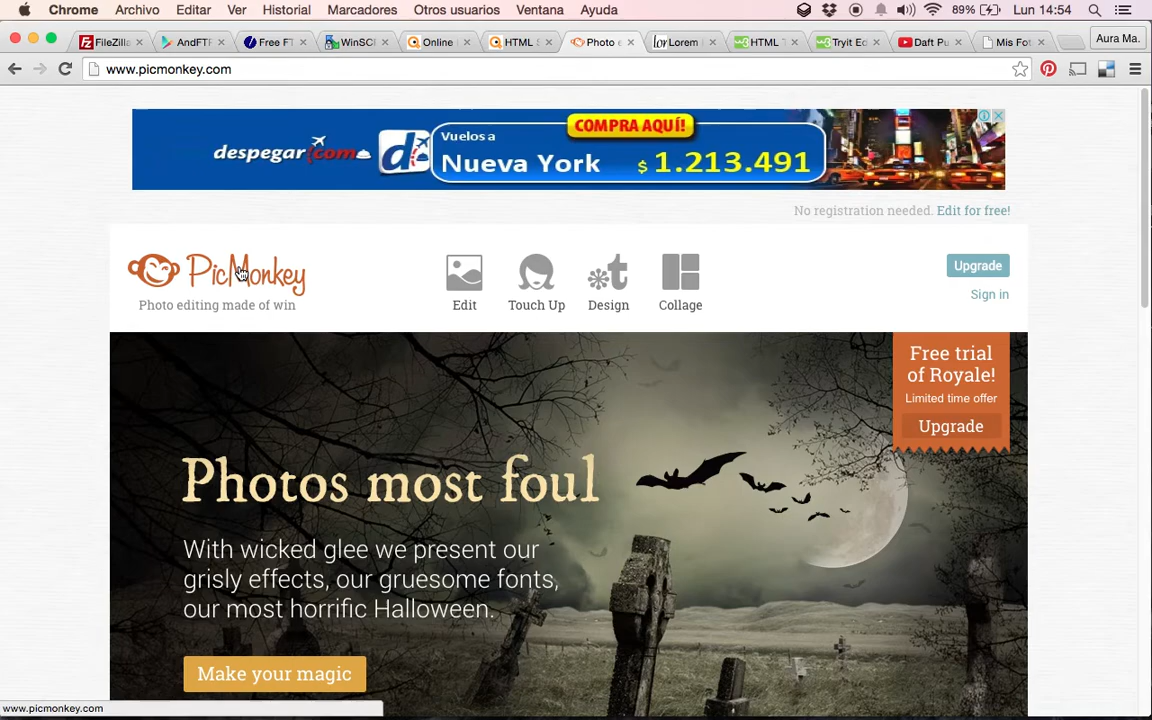 Chrome Archivo Editar Ver Historial Marcadores Otros usuarios Ventana Ayuda 89% Lun 14:54
FileZilla AndFTP Free FT WinSC Online HTML S Photo e Lorem HTML T Tryit Ed Daft Pu Mis Fot Aura Ma.
www.picmonkey.com
despegar.com
Vuelos a
Nueva York
COMPRA AQUÍ!
$ 1.213.491
No registration needed. Edit for free!
PicMonkey
Photo editing made of win
Edit Touch Up Design Collage
Upgrade
Sign in
Free trial
of Royale!
Limited time offer
Upgrade
Photos most foul
With wicked glee we present our
grisly effects, our gruesome fonts,
our most horrific Halloween.
Make your magic
www.picmonkey.com